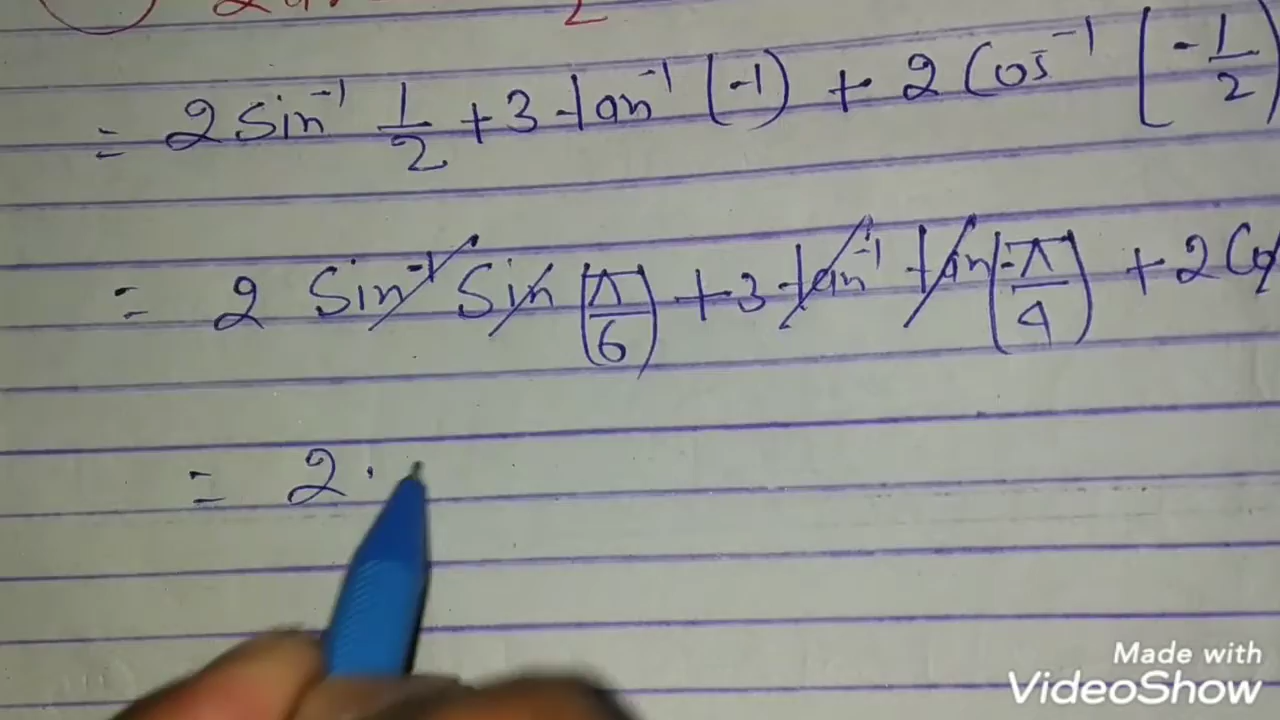 2
= 2 Sin⁻¹ 1/2 + 3 tan⁻¹ (-1) + 2 Cos⁻¹ (-1/2)
= 2 Sin⁻¹ Sin (π/6) + 3 tan⁻¹ tan (-π/4) + 2 Co
= 2 ·
Made with
VideoShow